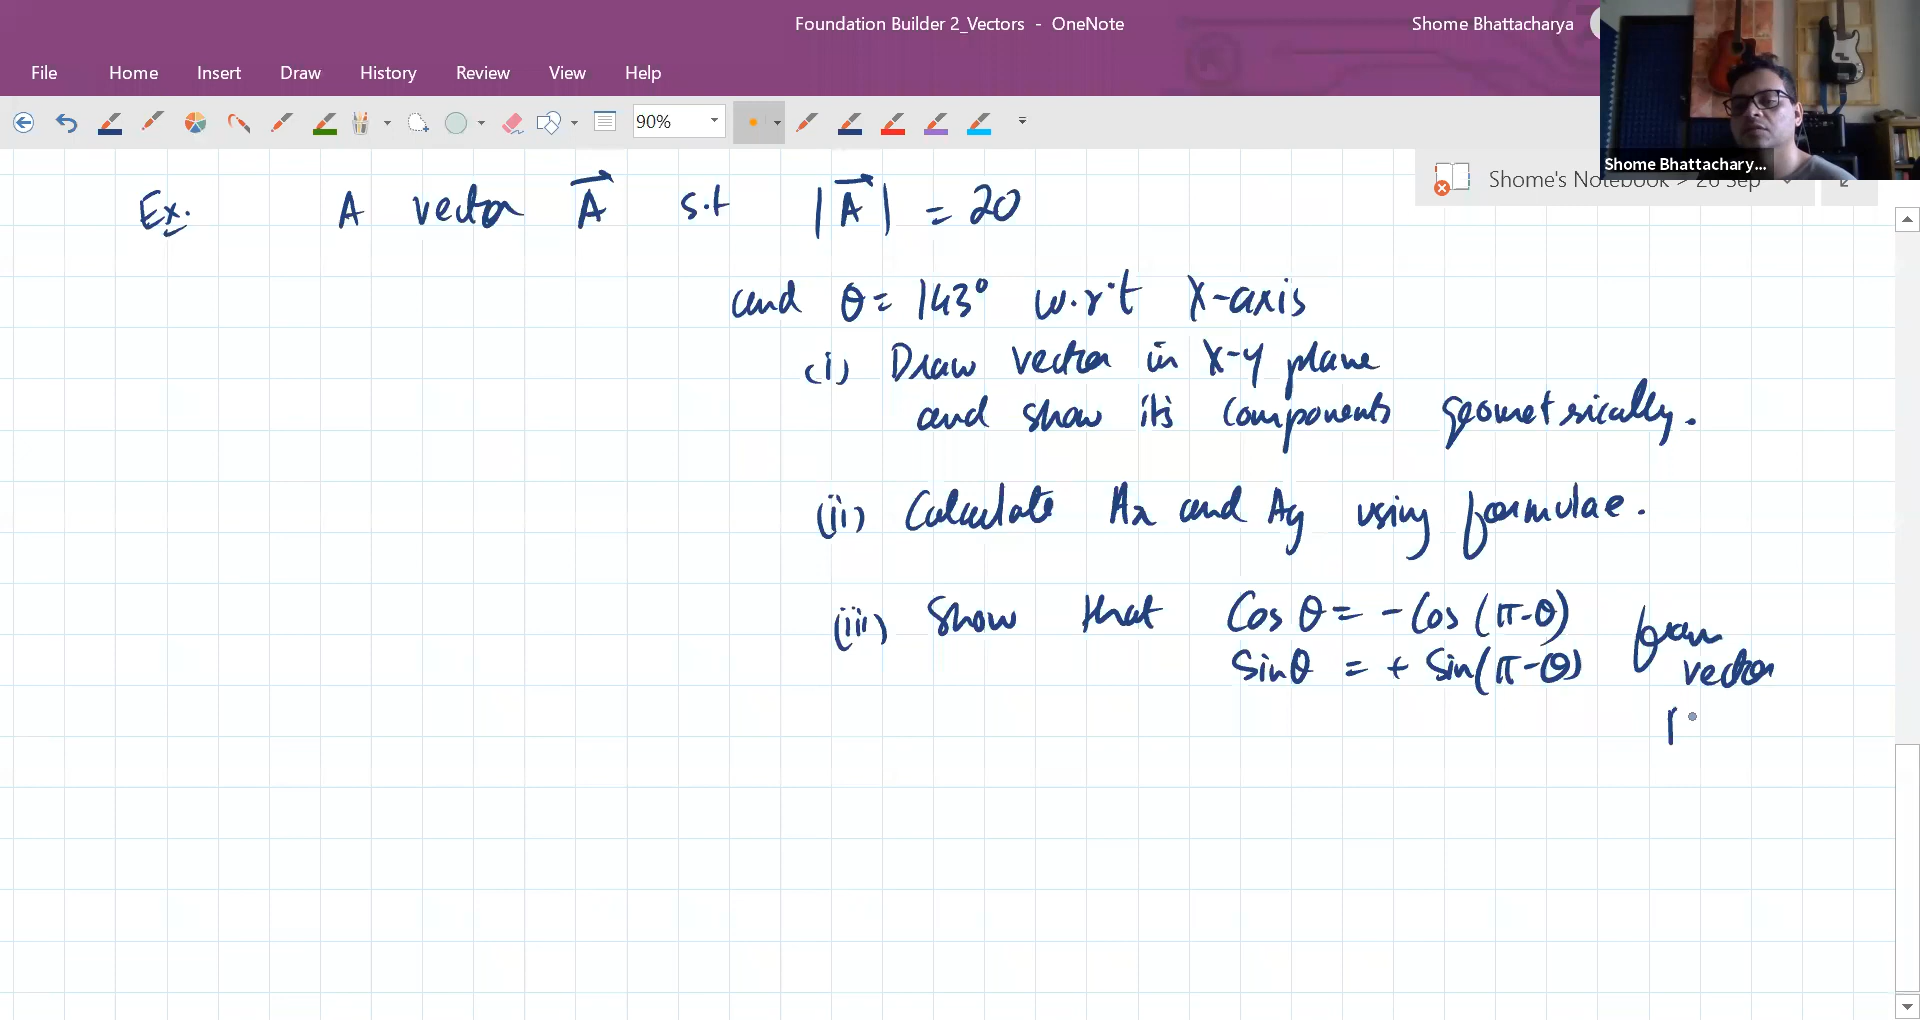 Foundation Builder 2_Vectors - OneNote
Shome Bhattacharya
File Home Insert Draw History Review View Help
90%
Shome Bhattachary...
Shome's Notebook > 26 Sep
Ex. A vector A s.t |A| = 20
and θ = 143° w.r.t X-axis
(i) Draw vector in X-Y plane
and show its components geometrically.
(ii) Calculate Ax and Ay using formulae.
(iii) Show that Cos θ = - Cos (π-θ) from
Sin θ = + Sin(π-θ) vector